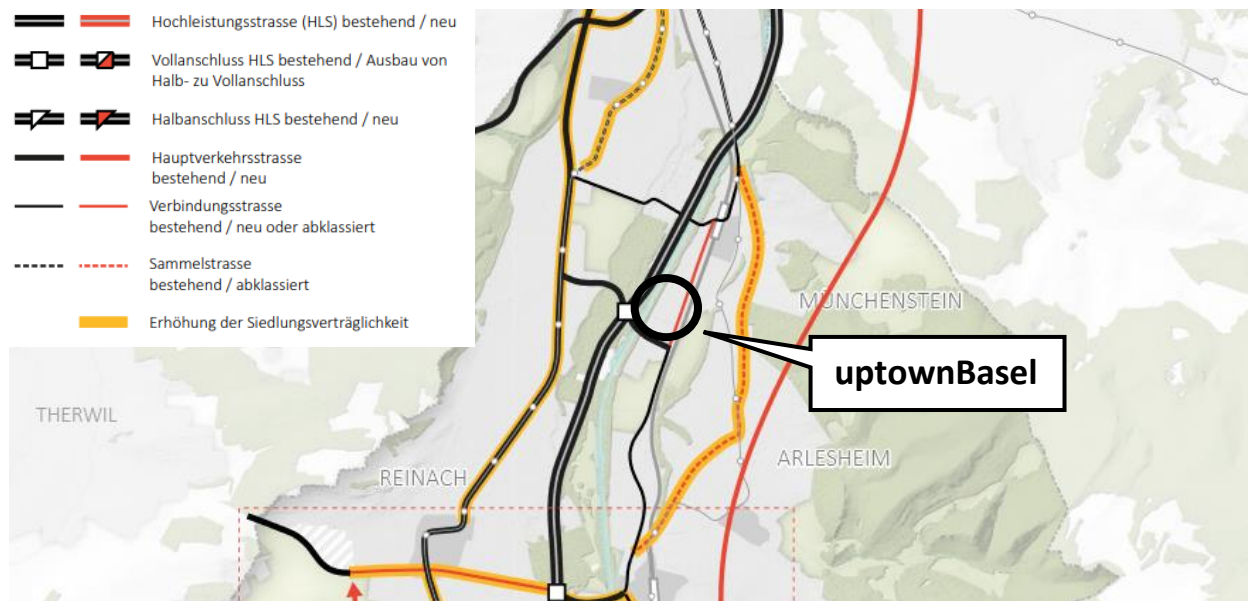 Hochleistungsstrasse (HLS) bestehend / neu
Vollanschluss HLS bestehend / Ausbau von
Halb- zu Vollanschluss
Halbanschluss HLS bestehend / neu
Hauptverkehrsstrasse
bestehend / neu
Verbindungsstrasse
bestehend / neu oder abklassiert
Sammelstrasse
bestehend / abklassiert
Erhöhung der Siedlungsverträglichkeit
MÜNCHENSTEIN
uptownBasel
THERWIL
ARLESHEIM
REINACH